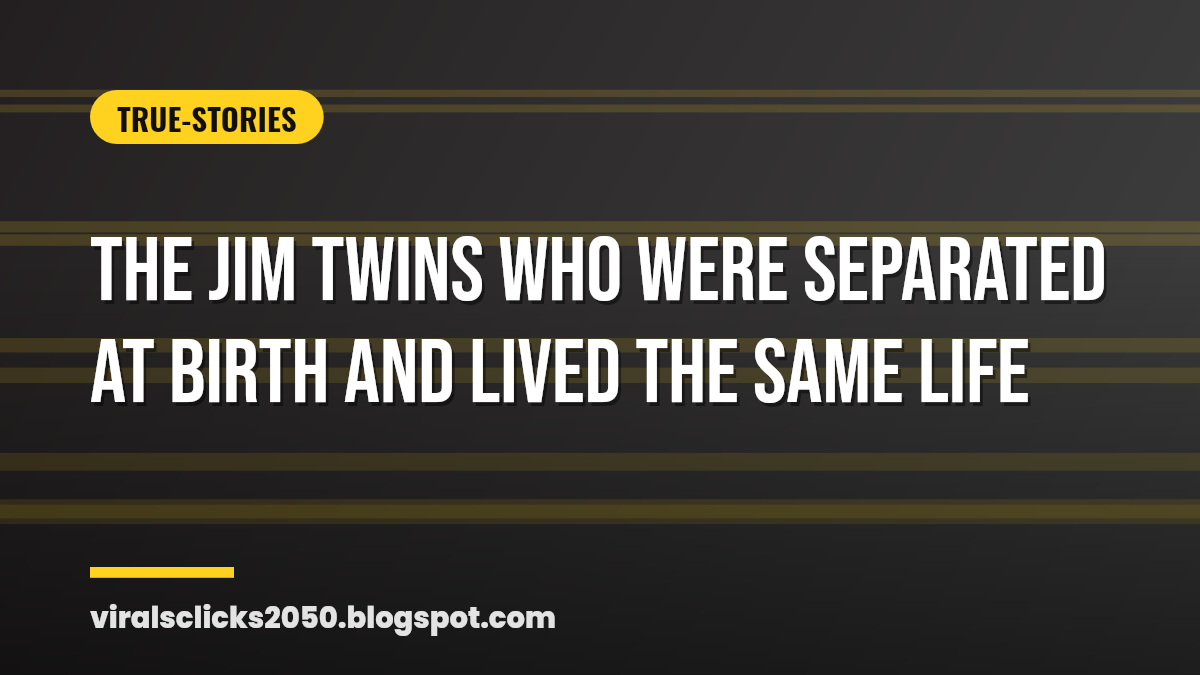 TRUE-STORIES
THE JIM TWINS WHO WERE SEPARATED
AT BIRTH AND LIVED THE SAME LIFE
viralsclicks2050.blogspot.com